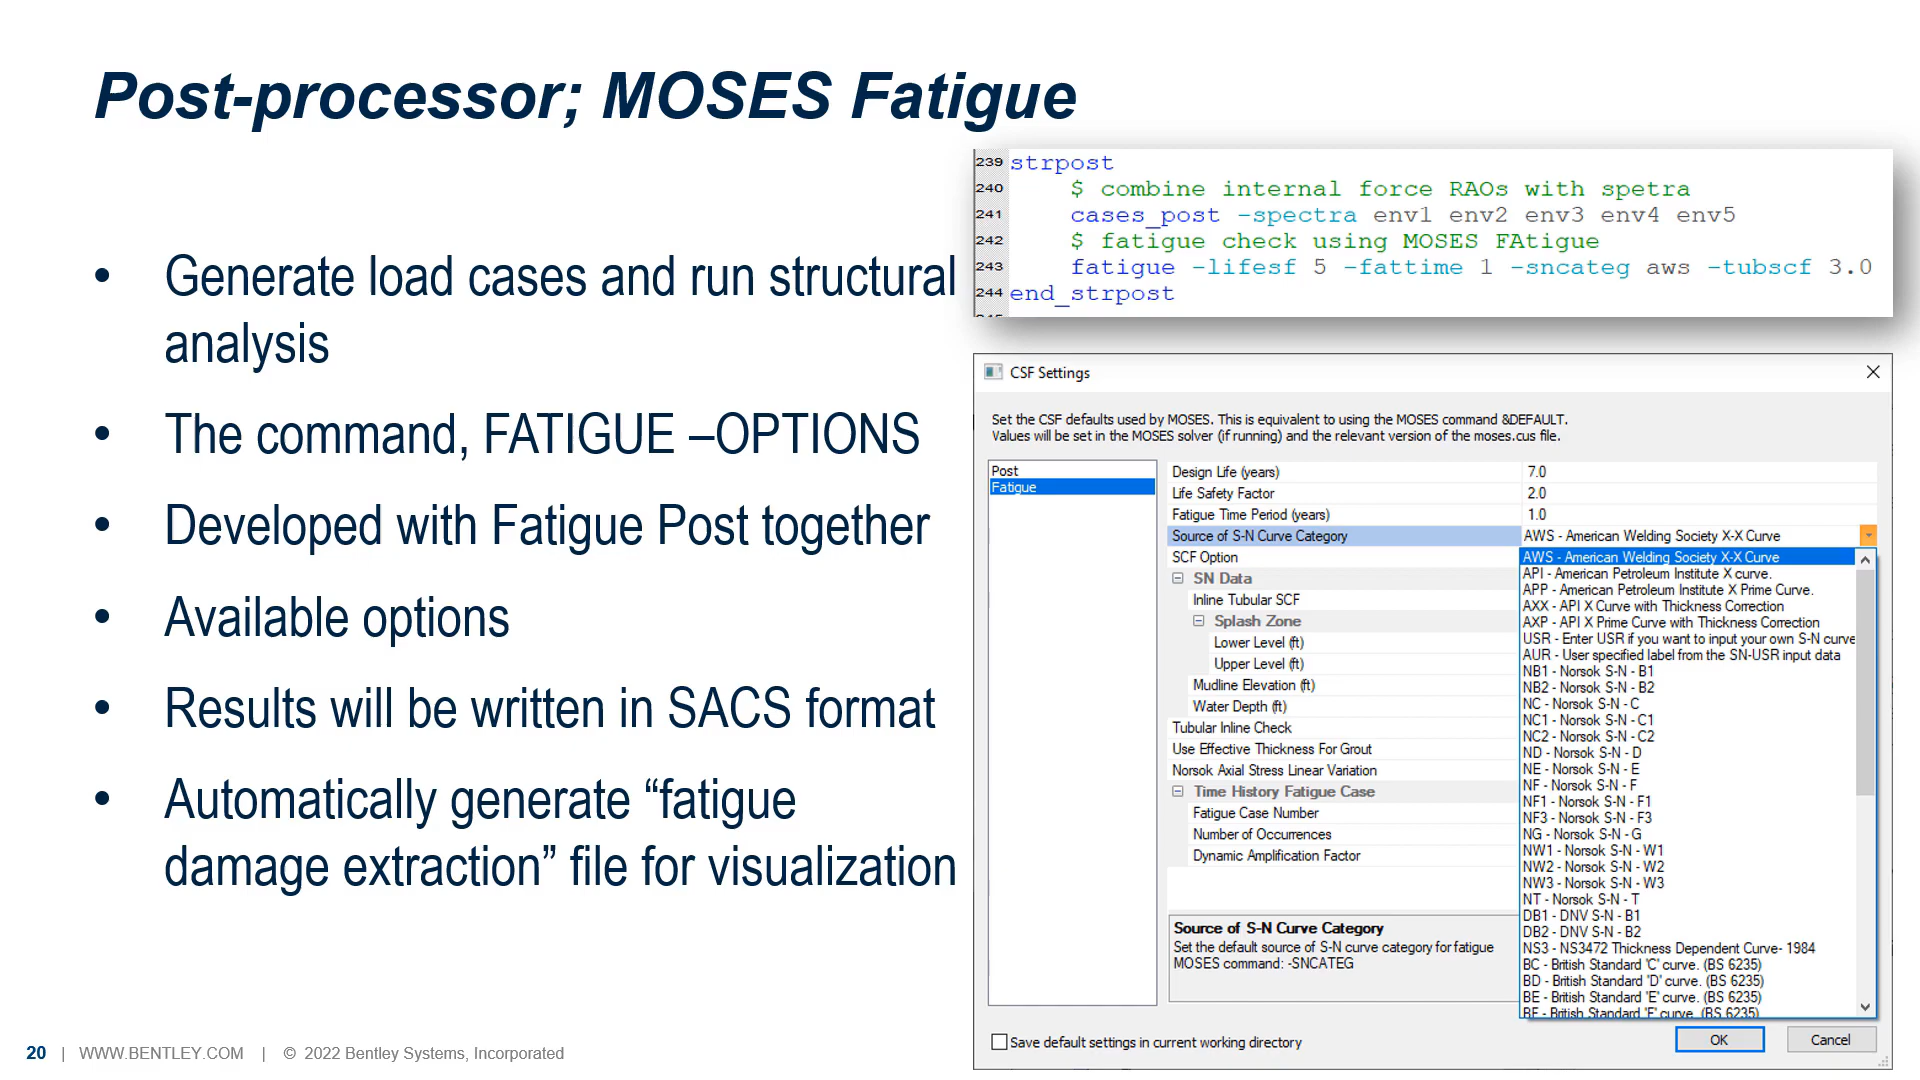 Post-processor; MOSES Fatigue
• Generate load cases and run structural
analysis
• The command, FATIGUE –OPTIONS
• Developed with Fatigue Post together
• Available options
• Results will be written in SACS format
• Automatically generate “fatigue
damage extraction” file for visualization
239 strpost
240 $ combine internal force RAOs with spetra
241 cases_post -spectra env1 env2 env3 env4 env5
242 $ fatigue check using MOSES FAtigue
243 fatigue -lifesf 5 -fattime 1 -sncateg aws -tubscf 3.0
244 end_strpost
CSF Settings
Set the CSF defaults used by MOSES. This is equivalent to using the MOSES command &DEFAULT.
Values will be set in the MOSES solver (if running) and the relevant version of the moses.cus file.
Post
Fatigue
Design Life (years) 7.0
Life Safety Factor 2.0
Fatigue Time Period (years) 1.0
Source of S-N Curve Category AWS - American Welding Society X-X Curve
SCF Option
SN Data
Inline Tubular SCF
Splash Zone
Lower Level (ft)
Upper Level (ft)
Mudline Elevation (ft)
Water Depth (ft)
Tubular Inline Check
Use Effective Thickness For Grout
Norsok Axial Stress Linear Variation
Time History Fatigue Case
Fatigue Case Number
Number of Occurrences
Dynamic Amplification Factor
AWS - American Welding Society X-X Curve
API - American Petroleum Institute X curve.
APP - American Petroleum Institute X Prime Curve.
AXX - API X Curve with Thickness Correction
AXP - API X Prime Curve with Thickness Correction
USR - Enter USR if you want to input your own S-N curve
AUR - User specified label from the SN-USR input data
NB1 - Norsok S-N - B1
NB2 - Norsok S-N - B2
NC - Norsok S-N - C
NC1 - Norsok S-N - C1
NC2 - Norsok S-N - C2
ND - Norsok S-N - D
NE - Norsok S-N - E
NF - Norsok S-N - F
NF1 - Norsok S-N - F1
NF3 - Norsok S-N - F3
NG - Norsok S-N - G
NW1 - Norsok S-N - W1
NW2 - Norsok S-N - W2
NW3 - Norsok S-N - W3
NT - Norsok S-N - T
DB1 - DNV S-N - B1
DB2 - DNV S-N - B2
NS3 - NS3472 Thickness Dependent Curve- 1984
BC - British Standard 'C' curve. (BS 6235)
BD - British Standard 'D' curve. (BS 6235)
BE - British Standard 'E' curve. (BS 6235)
BF - British Standard 'F' curve. (BS 6235)
Source of S-N Curve Category
Set the default source of S-N curve category for fatigue
MOSES command: -SNCATEG
Save default settings in current working directory
OK
Cancel
20 | WWW.BENTLEY.COM | © 2022 Bentley Systems, Incorporated